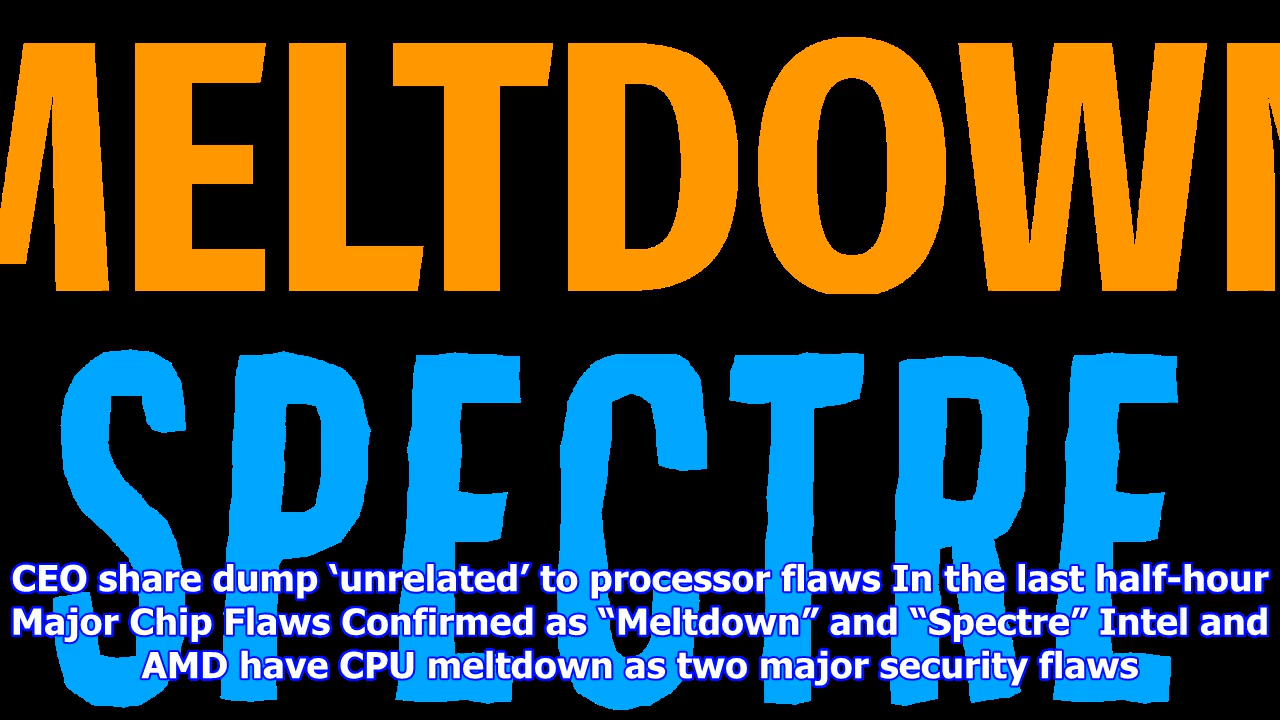 MELTDOWN
SPECTRE
CEO share dump ‘unrelated’ to processor flaws In the last half-hour
Major Chip Flaws Confirmed as “Meltdown” and “Spectre” Intel and
AMD have CPU meltdown as two major security flaws